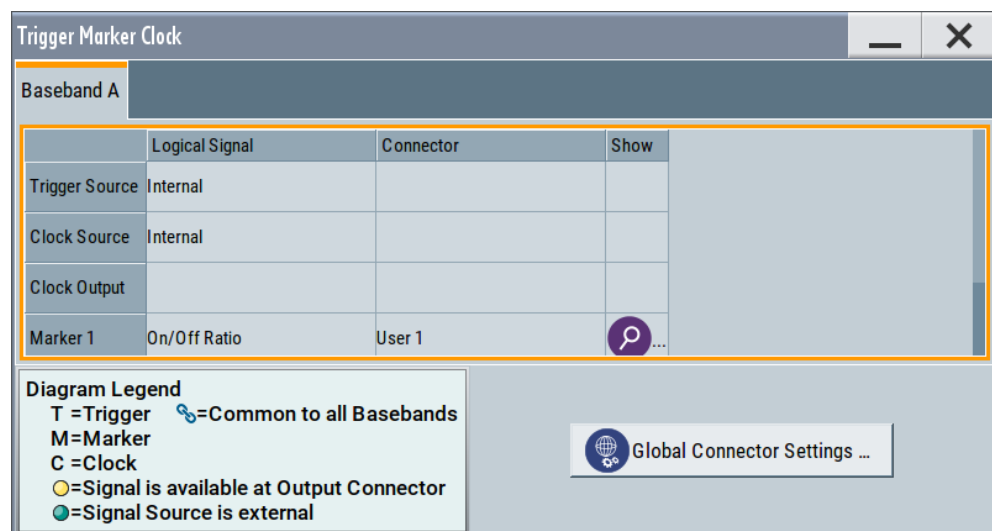 Trigger Marker Clock
Baseband A
Logical Signal Connector Show
Trigger Source Internal
Clock Source Internal
Clock Output
Marker 1 On/Off Ratio User 1 ...
Diagram Legend
T =Trigger =Common to all Basebands
M=Marker
C =Clock
=Signal is available at Output Connector
=Signal Source is external
Global Connector Settings ...